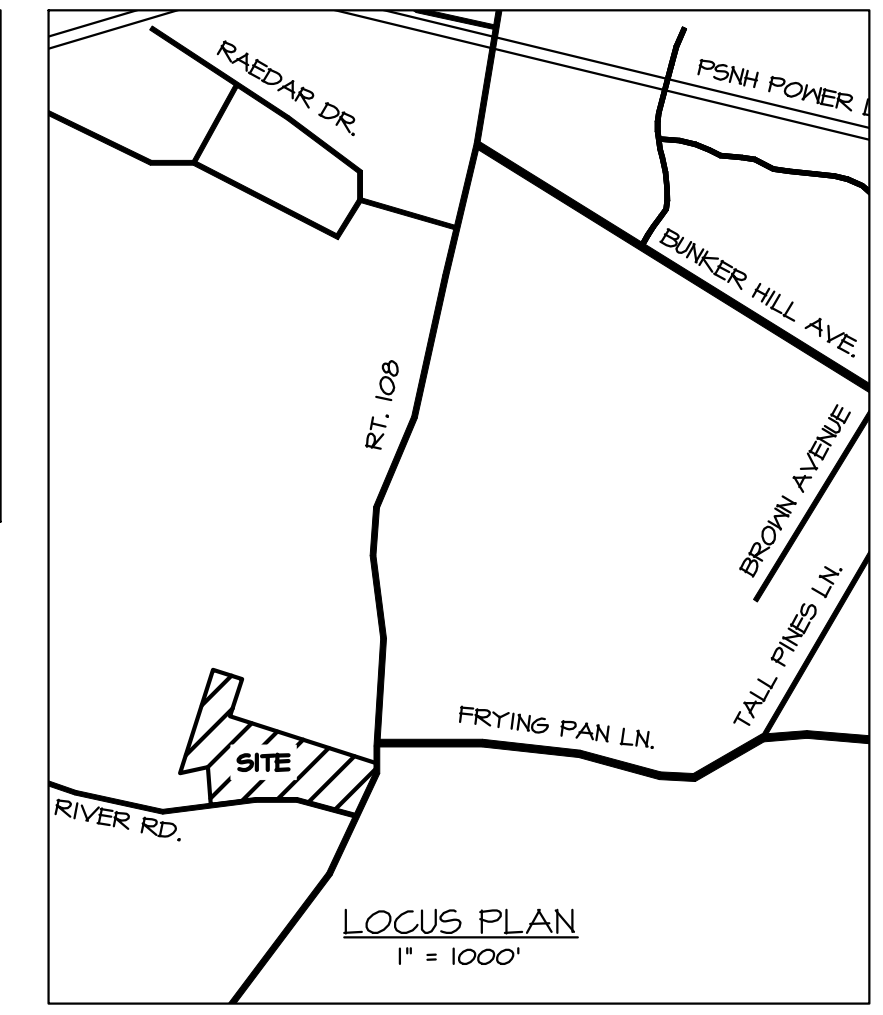 RAEDAR DR.
PSNH POWER
BUNKER HILL AVE.
RT. 108
BROWN AVENUE
TALL PINES LN.
FRYING PAN LN.
SITE
RIVER RD.
LOCUS PLAN
1" = 1000'